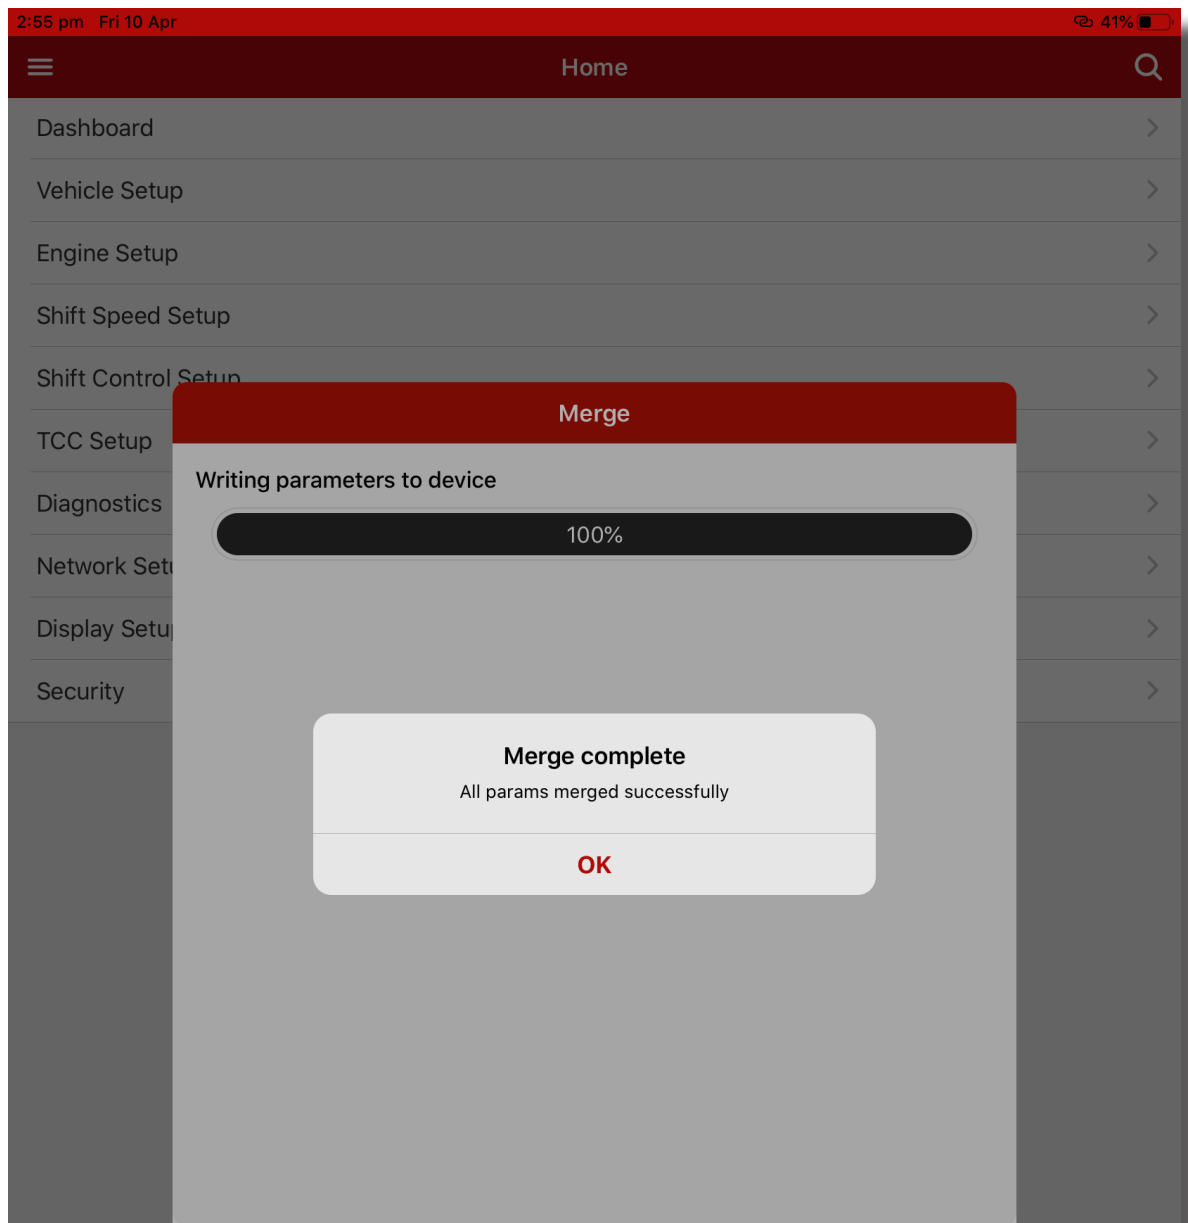 2:55 pm Fri 10 Apr 41%
Home
Dashboard
Vehicle Setup
Engine Setup
Shift Speed Setup
Shift Control Setup
Merge
TCC Setup
Writing parameters to device
Diagnostics
100%
Network Setu
Display Setup
Security
Merge complete
All params merged successfully
OK